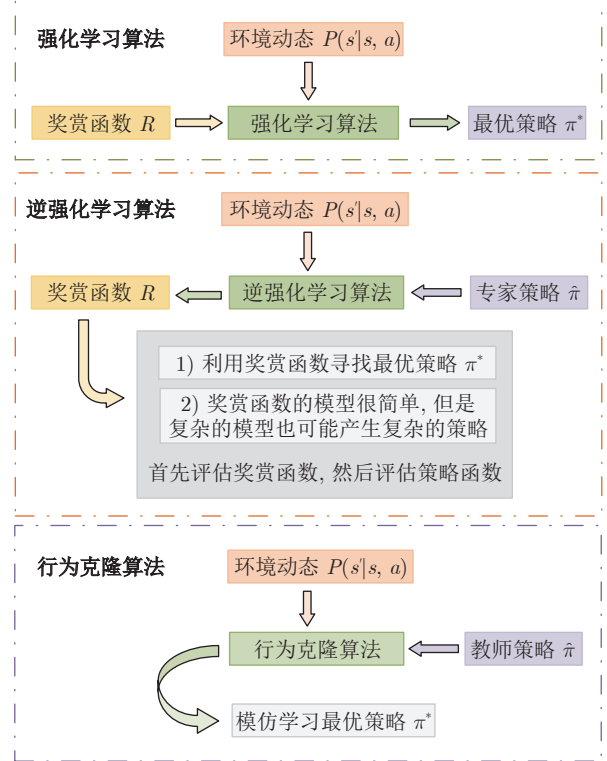 强化学习算法
环境动态 P(s'|s, a)
奖赏函数 R
强化学习算法
最优策略 π*
逆强化学习算法
环境动态 P(s'|s, a)
奖赏函数 R
逆强化学习算法
专家策略 π̂
1) 利用奖赏函数寻找最优策略 π*
2) 奖赏函数的模型很简单, 但是
复杂的模型也可能产生复杂的策略
首先评估奖赏函数, 然后评估策略函数
行为克隆算法
环境动态 P(s'|s, a)
行为克隆算法
教师策略 π̂
模仿学习最优策略 π*